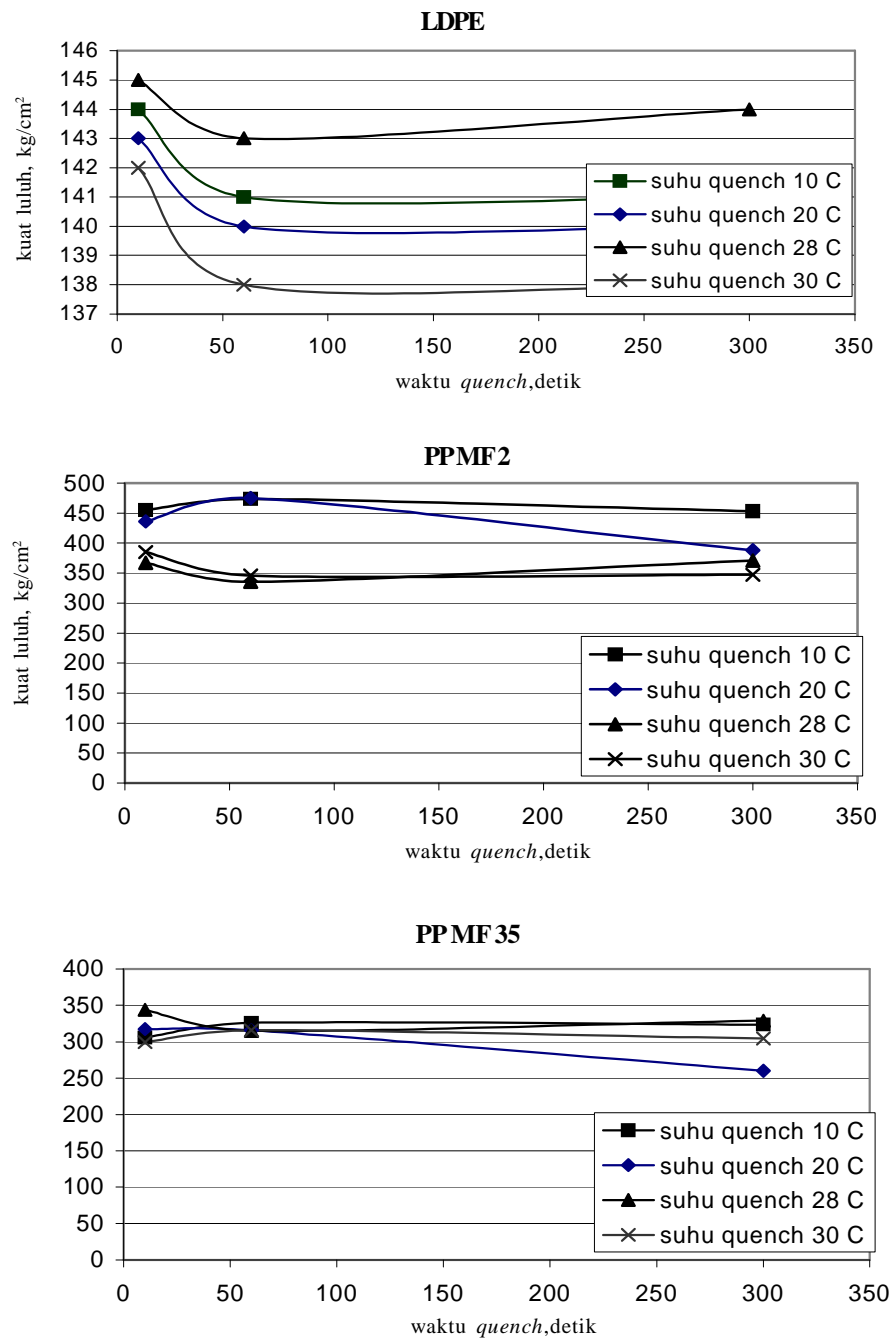 LDPE
146
145
144
143
142
141
140
139
138
137
kuat luluh, kg/cm²
suhu quench 10 C
suhu quench 20 C
suhu quench 28 C
suhu quench 30 C
0 50 100 150 200 250 300 350
waktu quench,detik
PPMF2
500
450
400
350
300
250
200
150
100
50
0
kuat luluh, kg/cm²
suhu quench 10 C
suhu quench 20 C
suhu quench 28 C
suhu quench 30 C
0 50 100 150 200 250 300 350
waktu quench,detik
PP MF 35
400
350
300
250
200
150
100
50
0
suhu quench 10 C
suhu quench 20 C
suhu quench 28 C
suhu quench 30 C
0 50 100 150 200 250 300 350
waktu quench,detik